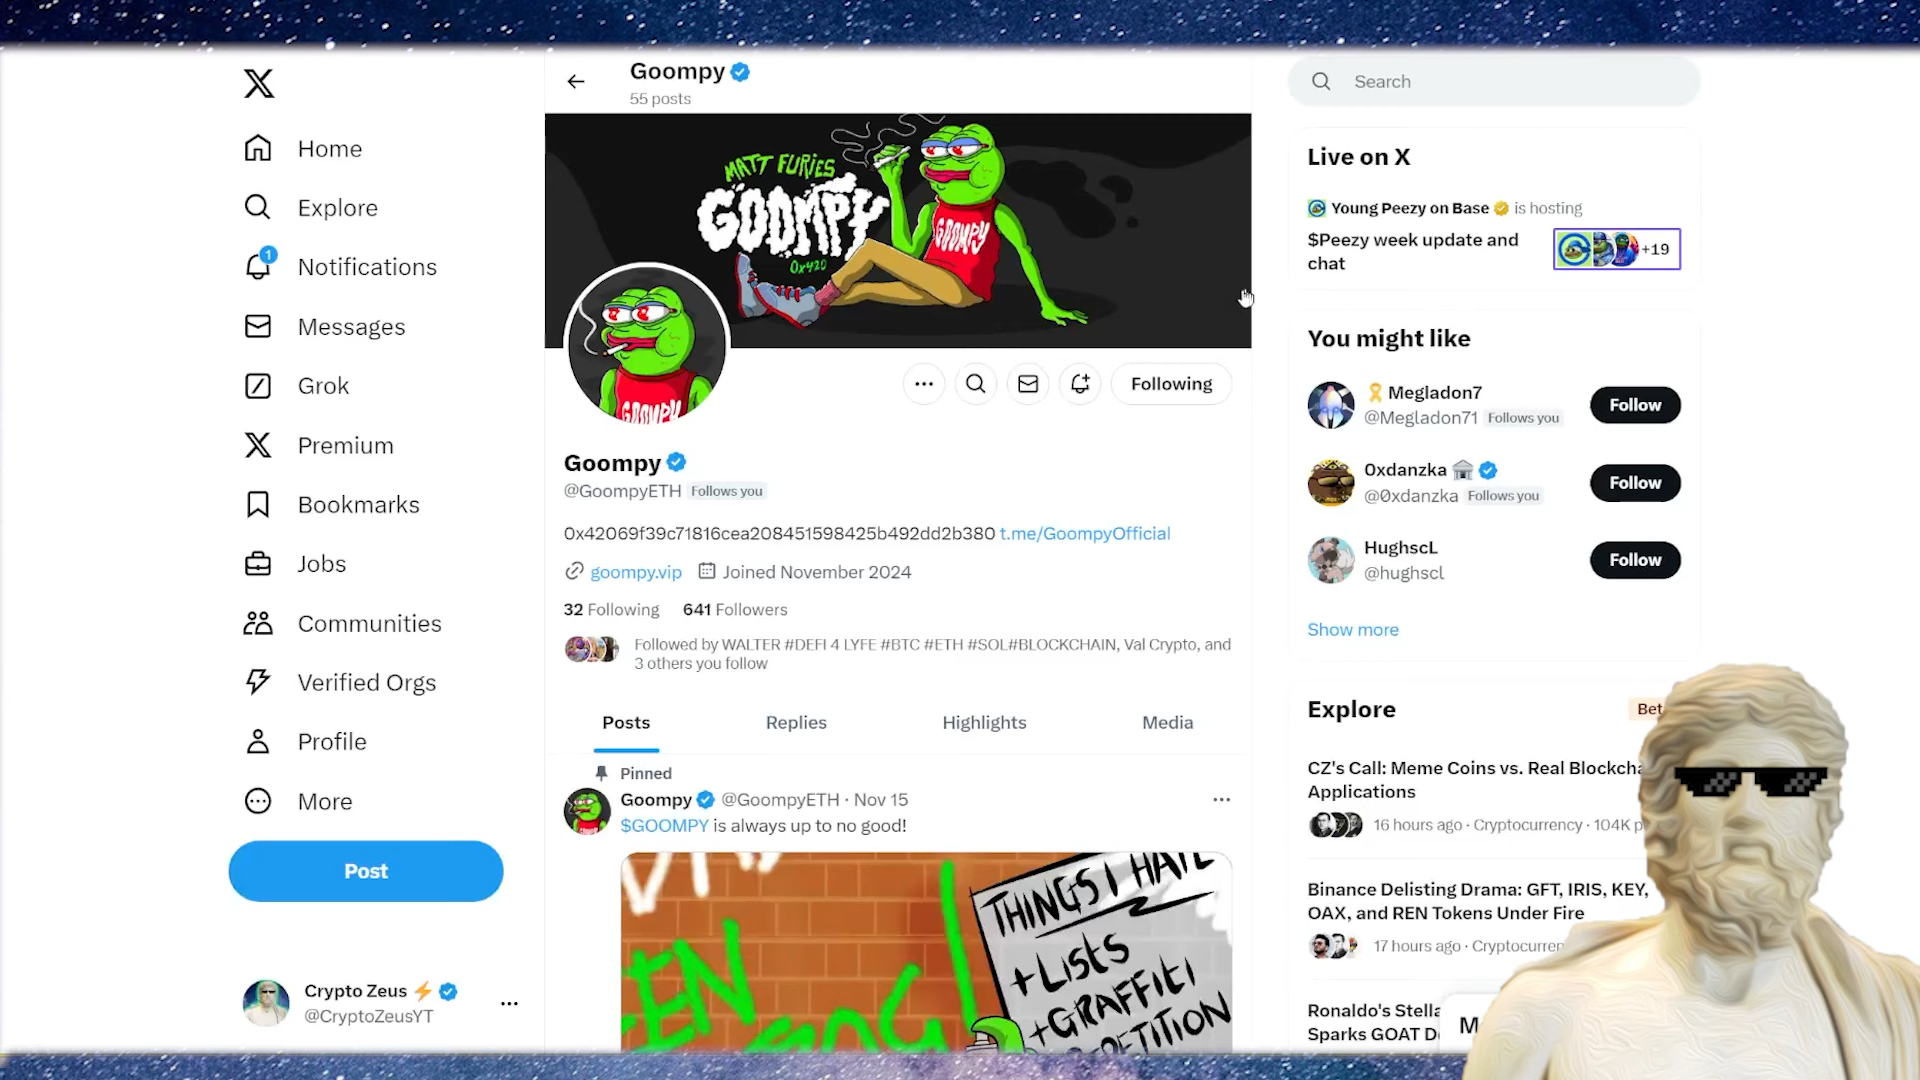 Home
Explore
1
Notifications
Messages
Grok
Premium
Bookmarks
Jobs
Communities
Verified Orgs
Profile
More
Post
Crypto Zeus
@CryptoZeusYT
Goompy
55 posts
MATT FURIES
GOOMPY
0x420
GOOMPY
GOOMPY
Following
Goompy
@GoompyETH Follows you
0x42069f39c71816cea208451598425b492dd2b380 t.me/GoompyOfficial
goompy.vip Joined November 2024
32 Following 641 Followers
Followed by WALTER #DEFI 4 LYFE #BTC #ETH #SOL#BLOCKCHAIN, Val Crypto, and
3 others you follow
Posts Replies Highlights Media
Pinned
Goompy @GoompyETH · Nov 15
$GOOMPY is always up to no good!
THINGS I HATE
+LISTS
+GRAFFITI
Search
Live on X
Young Peezy on Base is hosting
$Peezy week update and
chat
+19
You might like
Megladon7
@Megladon71 Follows you
Follow
0xdanzka
@0xdanzka Follows you
Follow
HughscL
@hughscl
Follow
Show more
Explore
CZ's Call: Meme Coins vs. Real
Applications
16 hours ago · Cryptocurrency · 104K
Binance Delisting Drama: GFT, IRIS, KEY,
OAX, and REN Tokens Under Fire
17 hours ago
Ronaldo's
Sparks GOAT